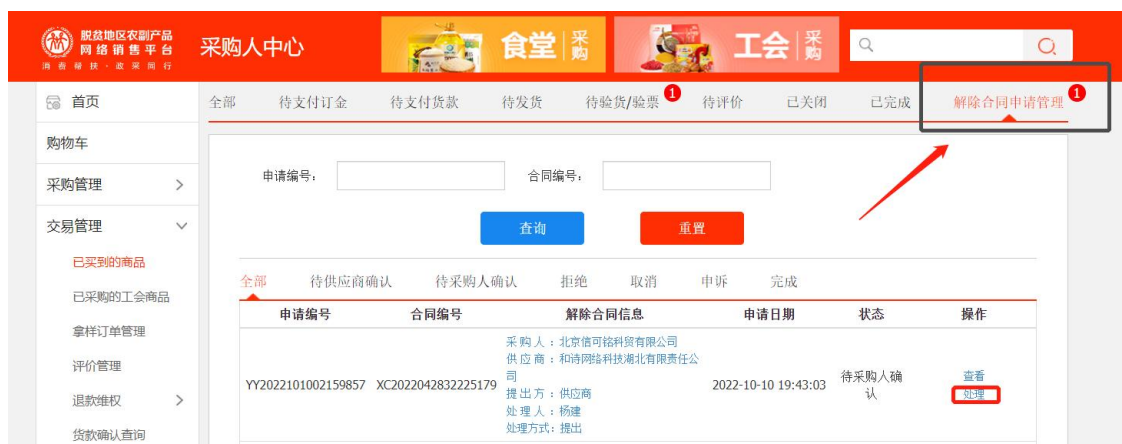 脱贫地区农副产品
网络销售平台
消费帮扶·政采同行
采购人中心
食堂 采购
工会 采购
首页
全部 待支付订金 待支付货款 待发货 待验货/验票 1 待评价 已关闭 已完成 解除合同申请管理 1
购物车
采购管理
交易管理
已买到的商品
已采购的工会商品
拿样订单管理
评价管理
退款维权
货款确认查询
申请编号： 合同编号：
查询 重置
全部 待供应商确认 待采购人确认 拒绝 取消 申诉 完成
申请编号 合同编号 解除合同信息 申请日期 状态 操作
YY2022101002159857 XC2022042832225179
采购人：北京信可铭科贸有限公司
供应商：和诗网络科技湖北有限责任公
司
提出方：供应商
处理人：杨建
处理方式：提出
2022-10-10 19:43:03
待采购人确
认
查看
处理